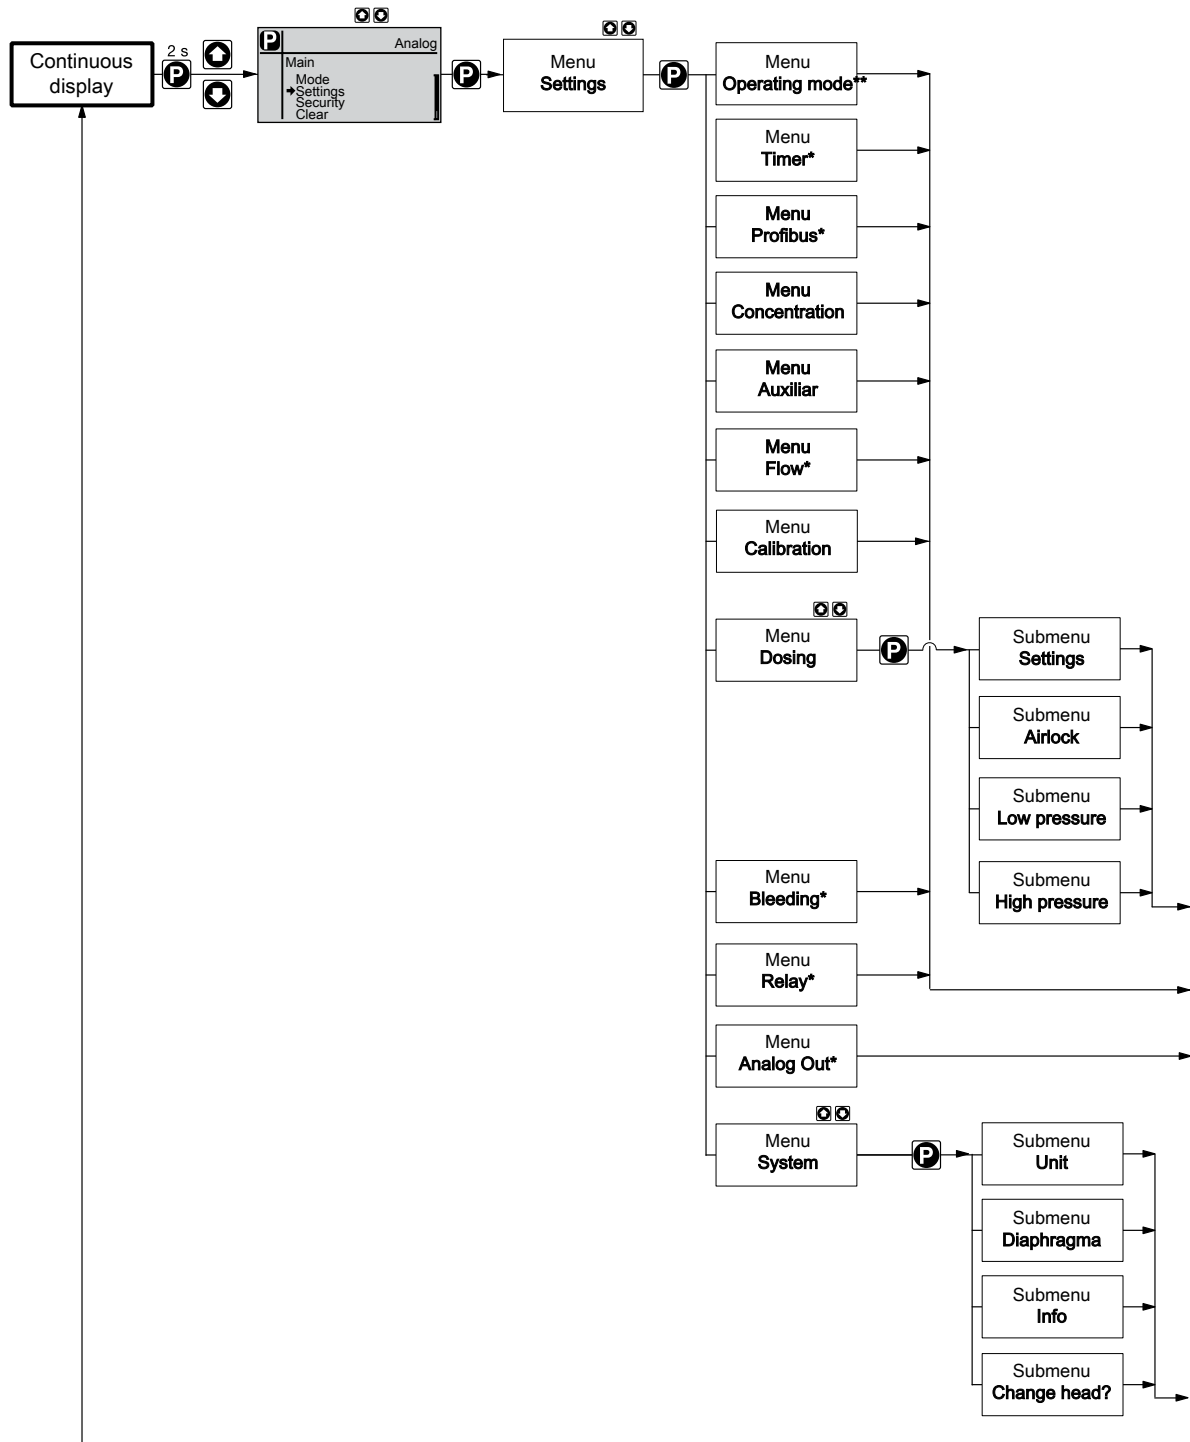 Continuous
display
2 s
P
P
Analog
Main
Mode
Settings
Security
Clear
P
Menu
Settings
P
Menu
Operating mode**
Menu
Timer*
Menu
Profibus*
Menu
Concentration
Menu
Auxiliar
Menu
Flow*
Menu
Calibration
Menu
Dosing
P
Submenu
Settings
Submenu
Airlock
Submenu
Low pressure
Submenu
High pressure
Menu
Bleeding*
Menu
Relay*
Menu
Analog Out*
Menu
System
P
Submenu
Unit
Submenu
Diaphragma
Submenu
Info
Submenu
Change head?